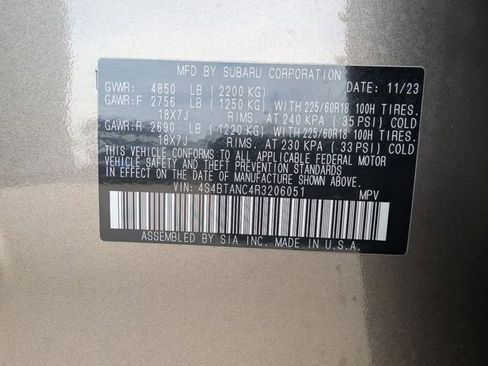 MFD BY SUBARU CORPORATION
GVWR: 4850 LB ( 2200 KG) DATE: 11/23
GAWR:F 2756 LB ( 1250 KG) WITH 225/60R18 100H TIRES.
18X7J RIMS, AT 240 KPA ( 35 PSI) COLD
GAWR:R 2690 LB ( 1220 KG) WITH 225/60R18 100H TIRES.
18X7J RIMS, AT 230 KPA ( 33 PSI) COLD
THIS VEHICLE CONFORMS TO ALL APPLICABLE FEDERAL MOTOR
VEHICLE SAFETY AND THEFT PREVENTION STANDARDS
IN EFFECT ON THE DATE OF MANUFACTURE SHOWN ABOVE.
VIN: 4S4BTANC4R3206051 MPV
ASSEMBLED BY SIA INC. MADE IN U.S.A.